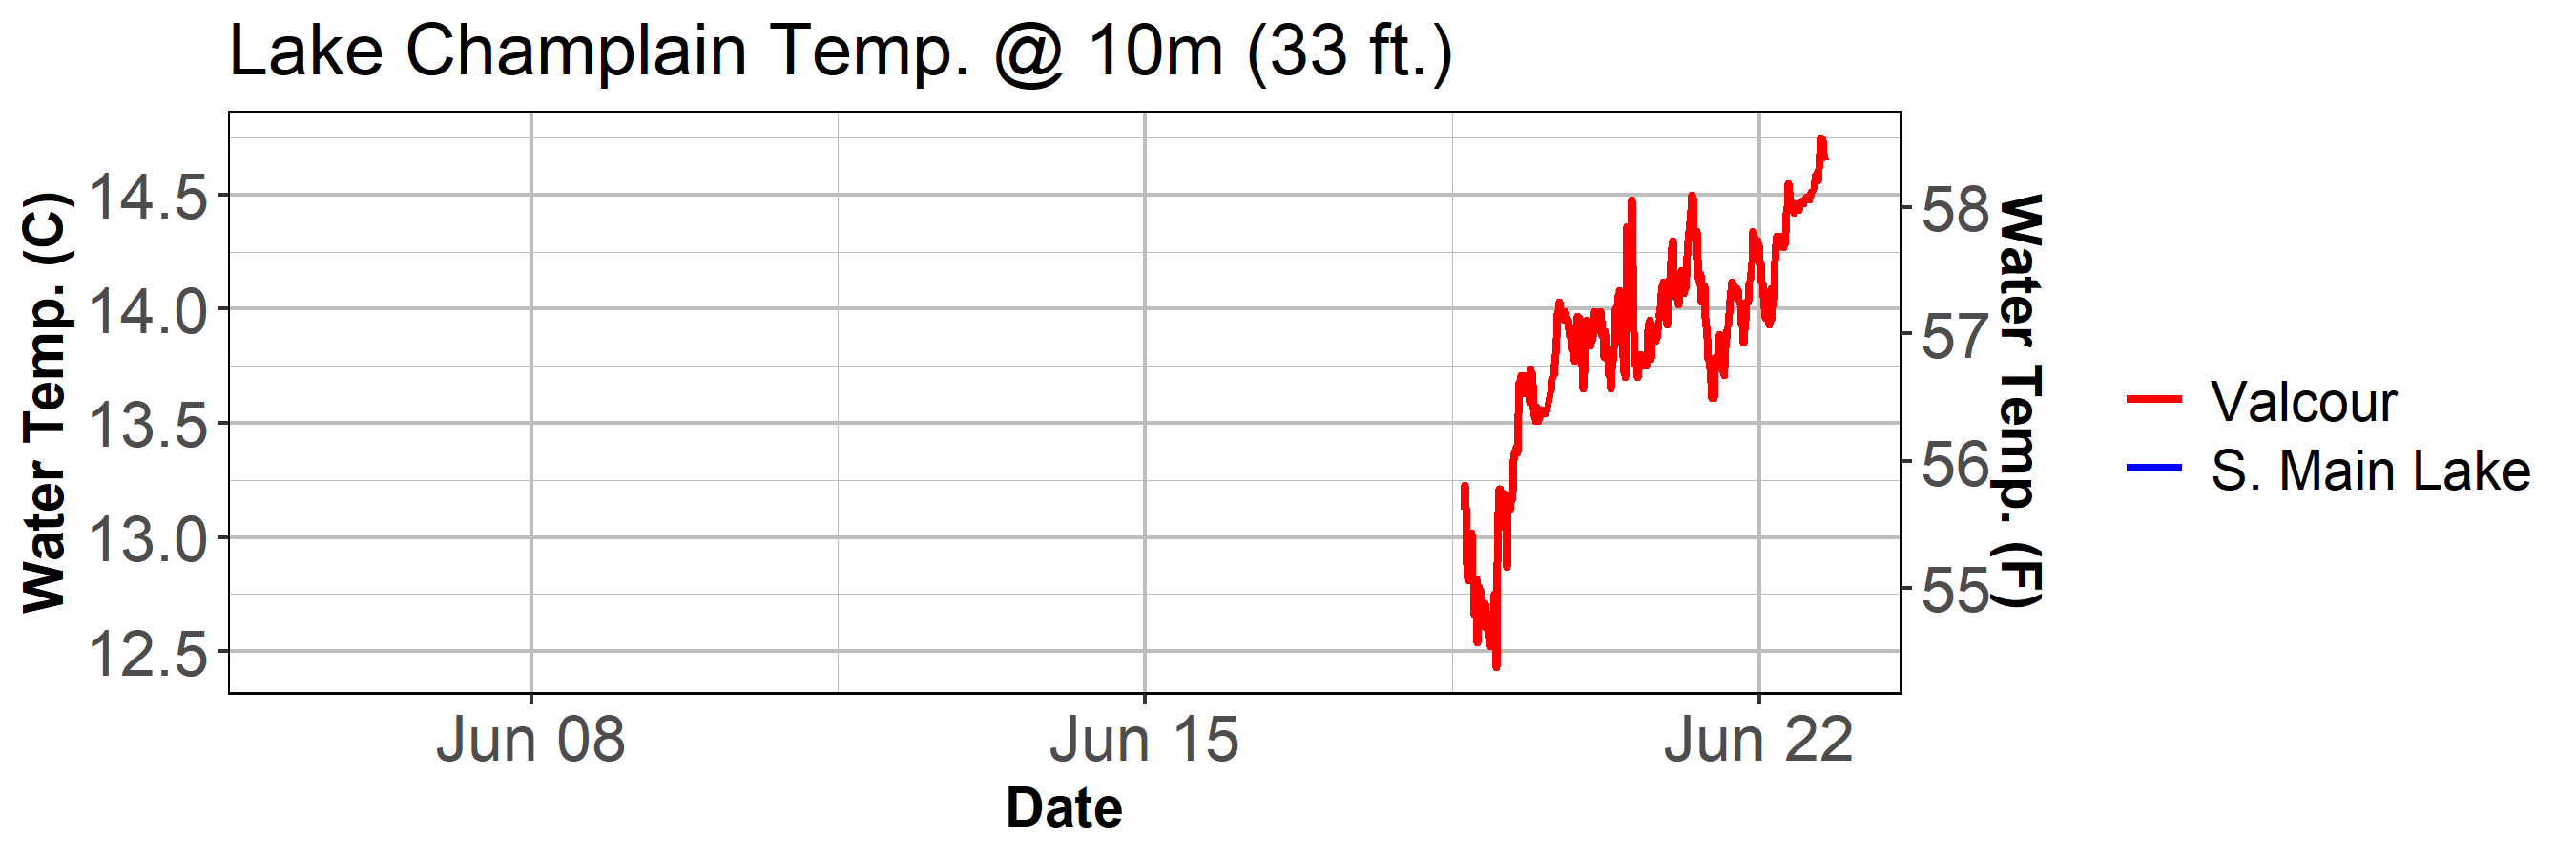 Lake Champlain Temp. @ 10m (33 ft.)
Water Temp. (C)
14.5
14.0
13.5
13.0
12.5
58
57
56
55
Water Temp. (F)
Jun 08
Jun 15
Jun 22
Date
Valcour
S. Main Lake